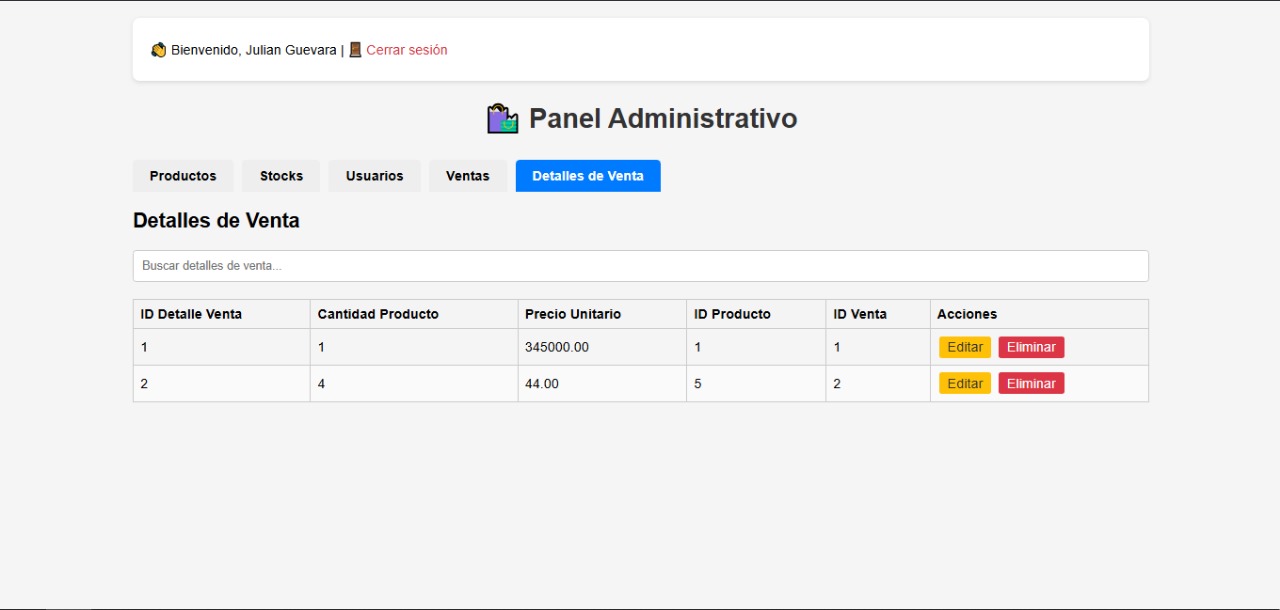 Bienvenido, Julian Guevara | Cerrar sesión
Panel Administrativo
Productos Stocks Usuarios Ventas Detalles de Venta
Detalles de Venta
Buscar detalles de venta...
ID Detalle Venta Cantidad Producto Precio Unitario ID Producto ID Venta Acciones
1 1 345000.00 1 1 Editar Eliminar
2 4 44.00 5 2 Editar Eliminar